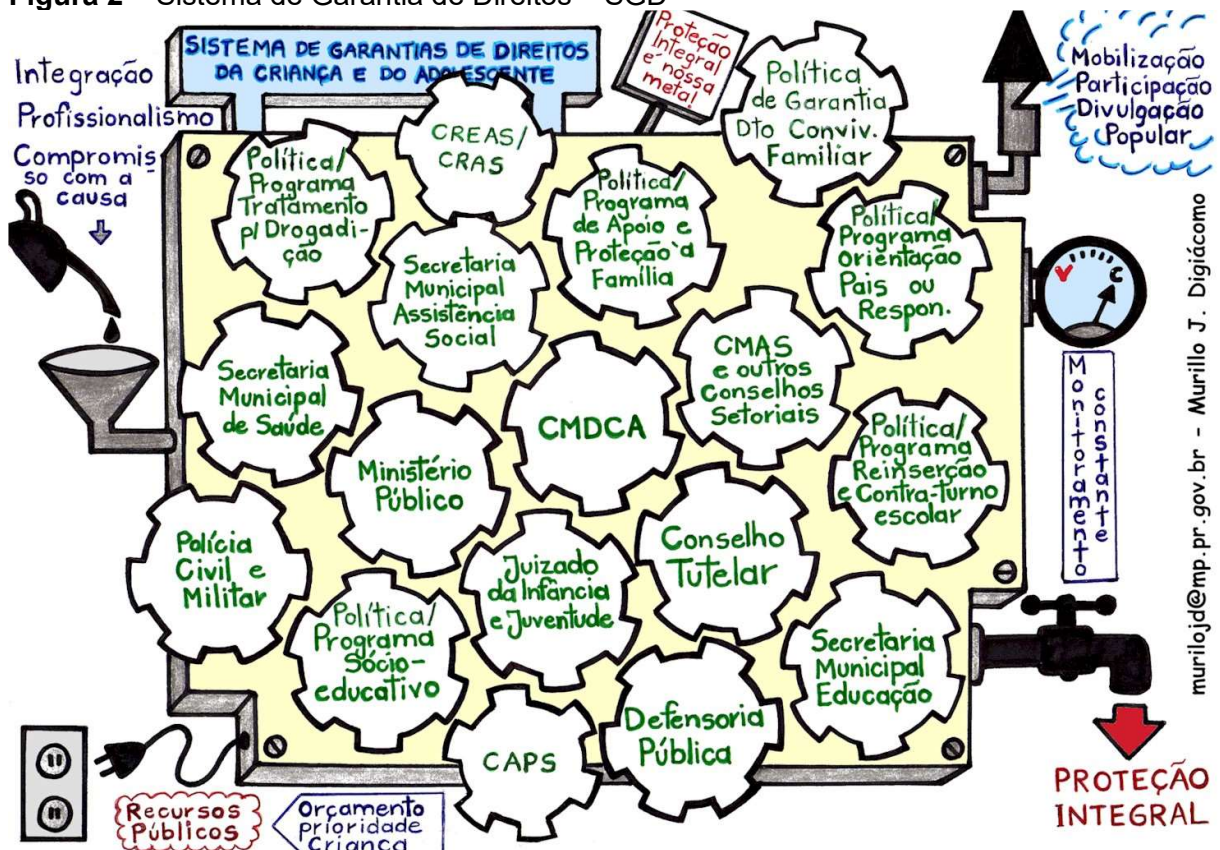 Figura 2 – Sistema de Garantia de Direitos – SGD
SISTEMA DE GARANTIAS DE DIREITOS
DA CRIANÇA E DO ADOLESCENTE
Integração
Profissionalismo
Compromis
so com a
causa
Proteção
Integral
é nossa
meta!
Política
de Garantia
Dto Conviv.
Familiar
Mobilização
Participação
Divulgação
Popular
CREAS/
CRAS
Política/
Programa
Tratamento
p/ Drogadi-
ção
Política/
Programa
de Apoio e
Proteção à
Família
Política/
Programa
Orientação
Pais ou
Respon.
Secretaria
Municipal
Assistência
Social
CMAS
e outros
Conselhos
Setoriais
Secretaria
Municipal
de Saúde
CMDCA
Política/
Programa
Reinserção
e Contra-turno
escolar
Ministério
Público
Conselho
Tutelar
Polícia
Civil e
Militar
Juizado
da Infância
e Juventude
Política/
Programa
Sócio-
educativo
Secretaria
Municipal
Educação
Defensoria
Pública
CAPS
Monitoramento
constante
murilojd@mp.pr.gov.br - Murillo J. Digiácomo
Recursos
Públicos
Orçamento
prioridade
Criança
PROTEÇÃO
INTEGRAL